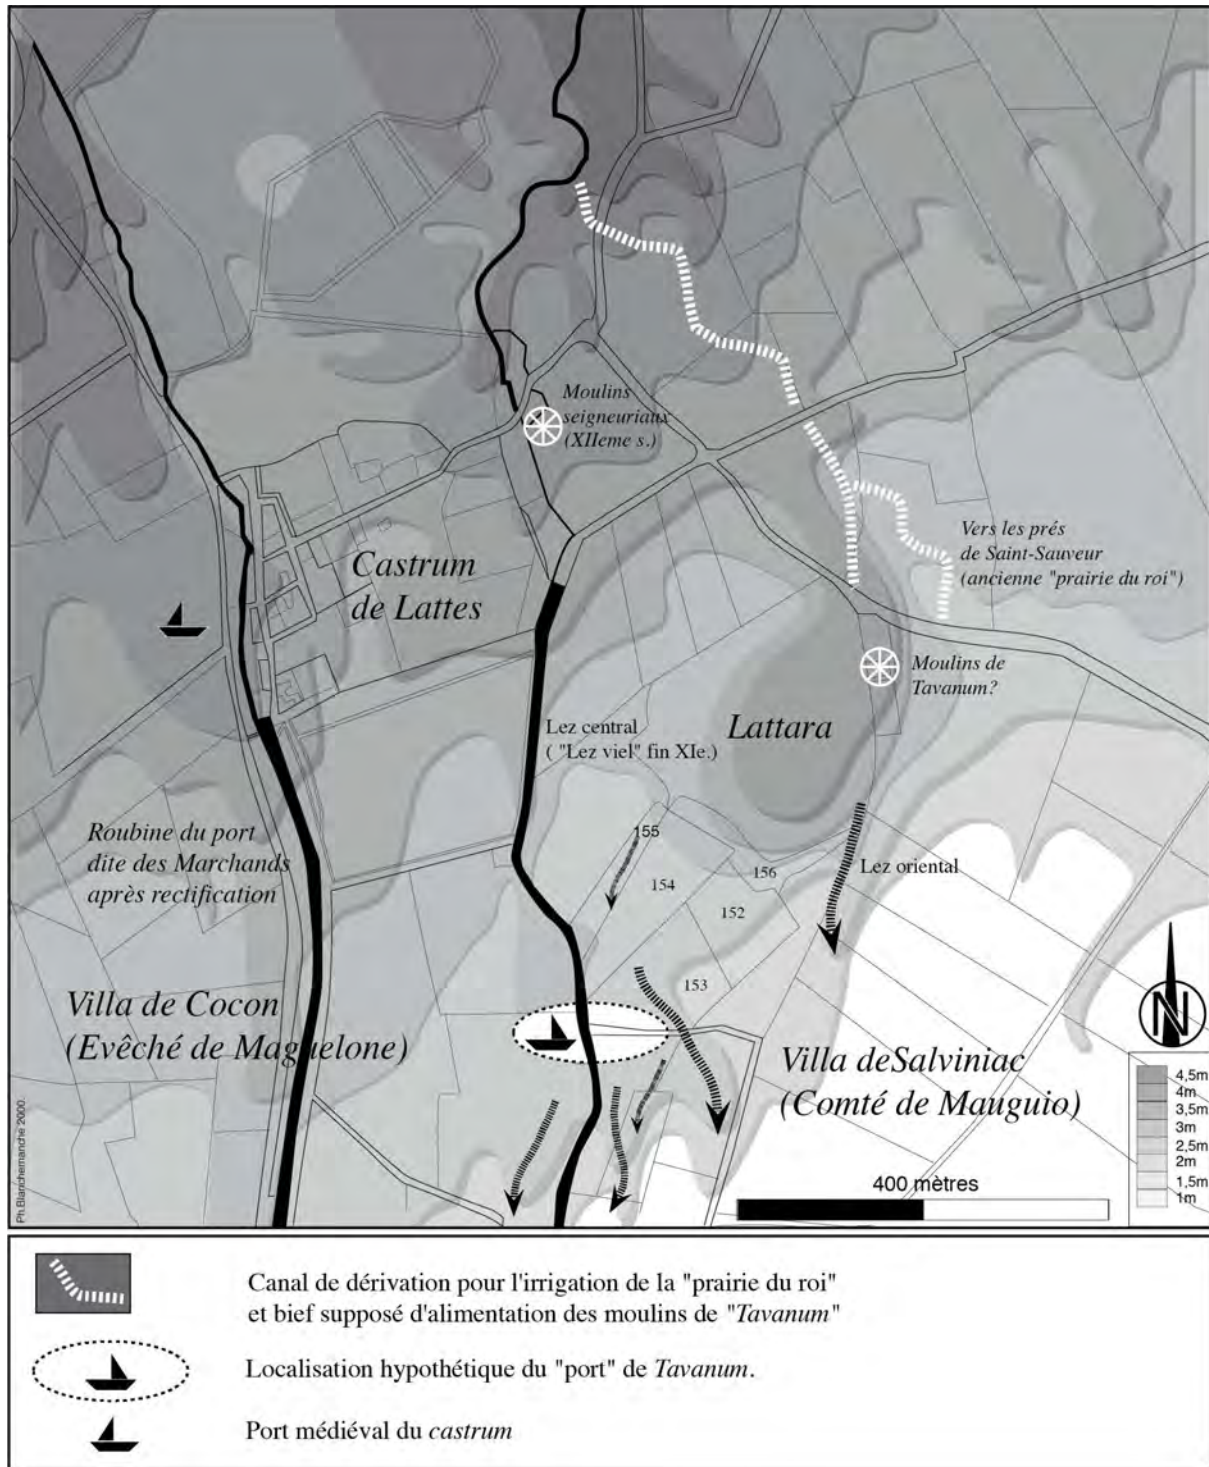 Moulins
seigneuriaux
(XIIeme s.)
Vers les prés
de Saint-Sauveur
(ancienne "prairie du roi")
Castrum
de Lattes
Moulins de
Tavanum?
Lattara
Lez central
( "Lez viel" fin XIe.)
Roubine du port
dite des Marchands
après rectification
155
154
156
152
153
Lez oriental
Villa de Cocon
(Evêché de Maguelone)
Villa deSalviniac
(Comté de Mauguio)
N
4,5m
4m
3,5m
3m
2,5m
2m
1,5m
1m
400 mètres
Ph.Blanchemanche 2000.
Canal de dérivation pour l'irrigation de la "prairie du roi"
et bief supposé d'alimentation des moulins de "Tavanum"
Localisation hypothétique du "port" de Tavanum.
Port médiéval du castrum